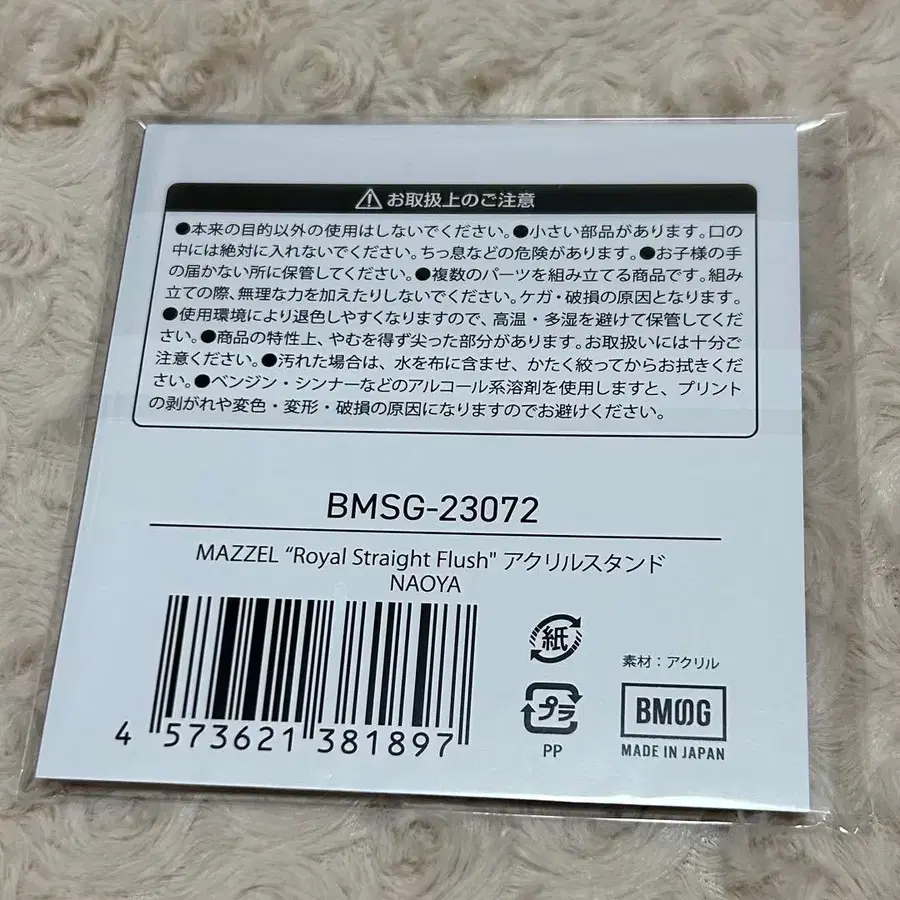 ⚠お取扱上のご注意
●本来の目的以外の使用はしないでください。●小さい部品があります。口の
中には絶対に入れないでください。ちっ息などの危険があります。●お子様の手
の届かない所に保管してください。●複数のパーツを組み立てる商品です。組み
立ての際、無理な力を加えたりしないでください。ケガ・破損の原因となります。
●使用環境により退色しやすくなりますので、高温・多湿を避けて保管してくだ
さい。●商品の特性上、やむを得ず尖った部分があります。お取扱いには十分ご
注意ください。●汚れた場合は、水を布に含ませ、かたく絞ってからお拭きくだ
さい。●ベンジン・シンナーなどのアルコール系溶剤を使用しますと、プリント
の剥がれや変色・変形・破損の原因になりますのでお避けください。
BMSG-23072
MAZZEL “Royal Straight Flush" アクリルスタンド
NAOYA
4 573621 381897
紙
プラ
PP
素材：アクリル
BMSG
MADE IN JAPAN